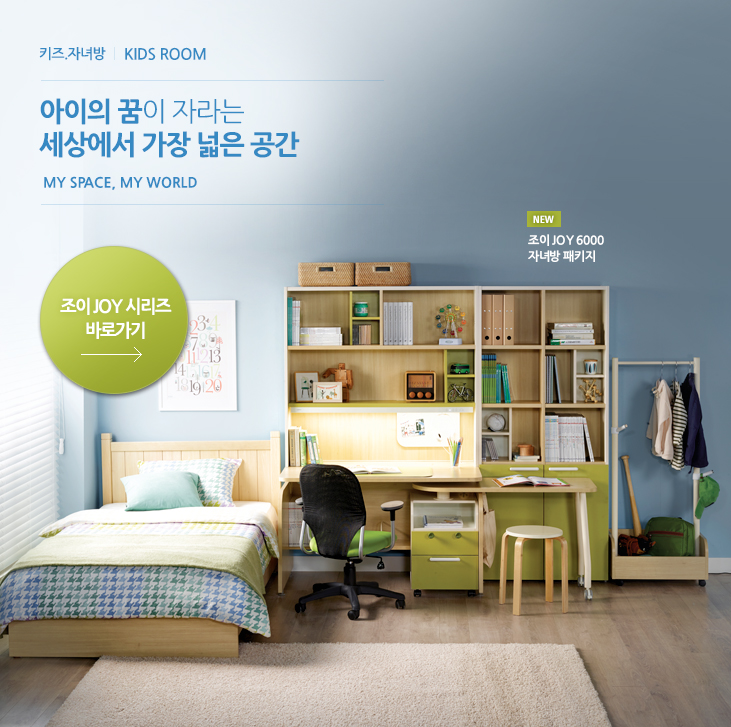 키즈.자녀방 | KIDS ROOM
아이의 꿈이 자라는
세상에서 가장 넓은 공간
MY SPACE, MY WORLD
NEW
조이 JOY 6000
자녀방 패키지
조이 JOY 시리즈
바로가기